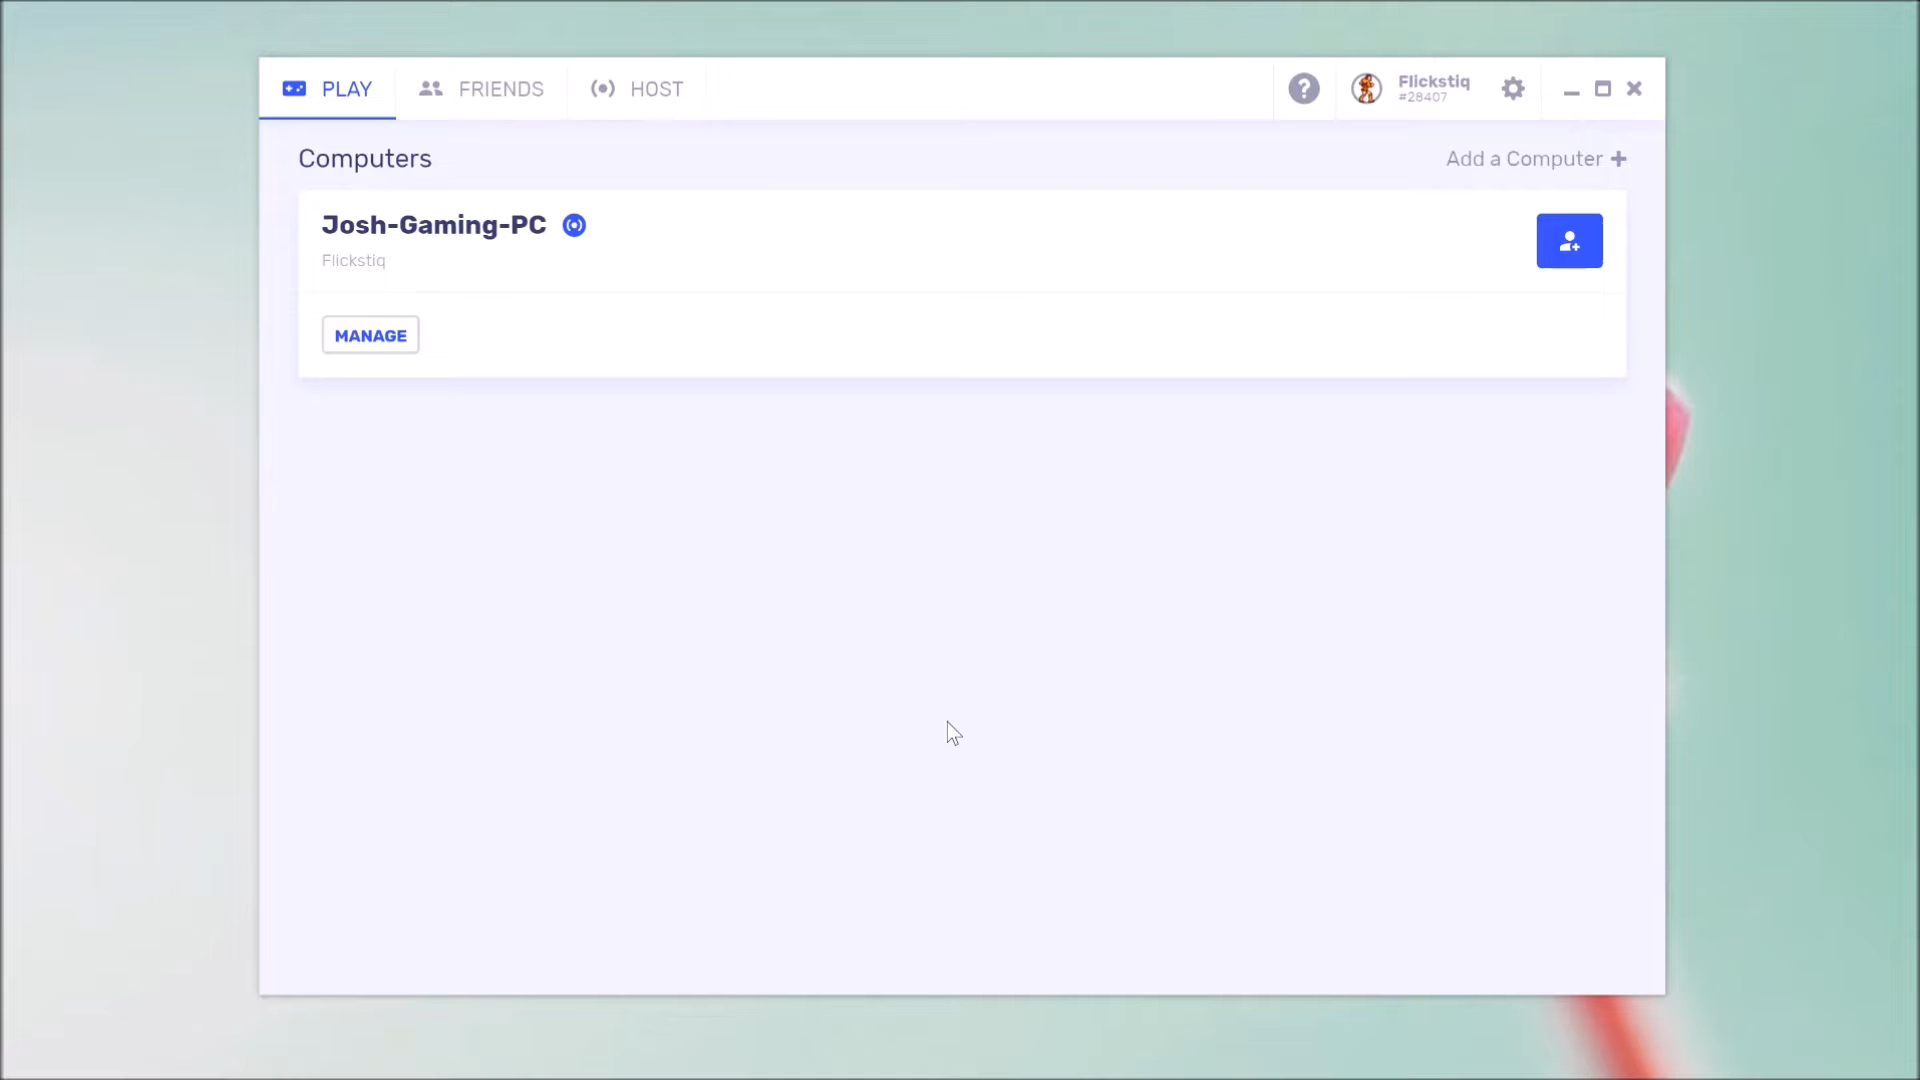 PLAY
FRIENDS
HOST
?
Flickstiq
#28407
Computers
Add a Computer +
Josh-Gaming-PC
Flickstiq
MANAGE